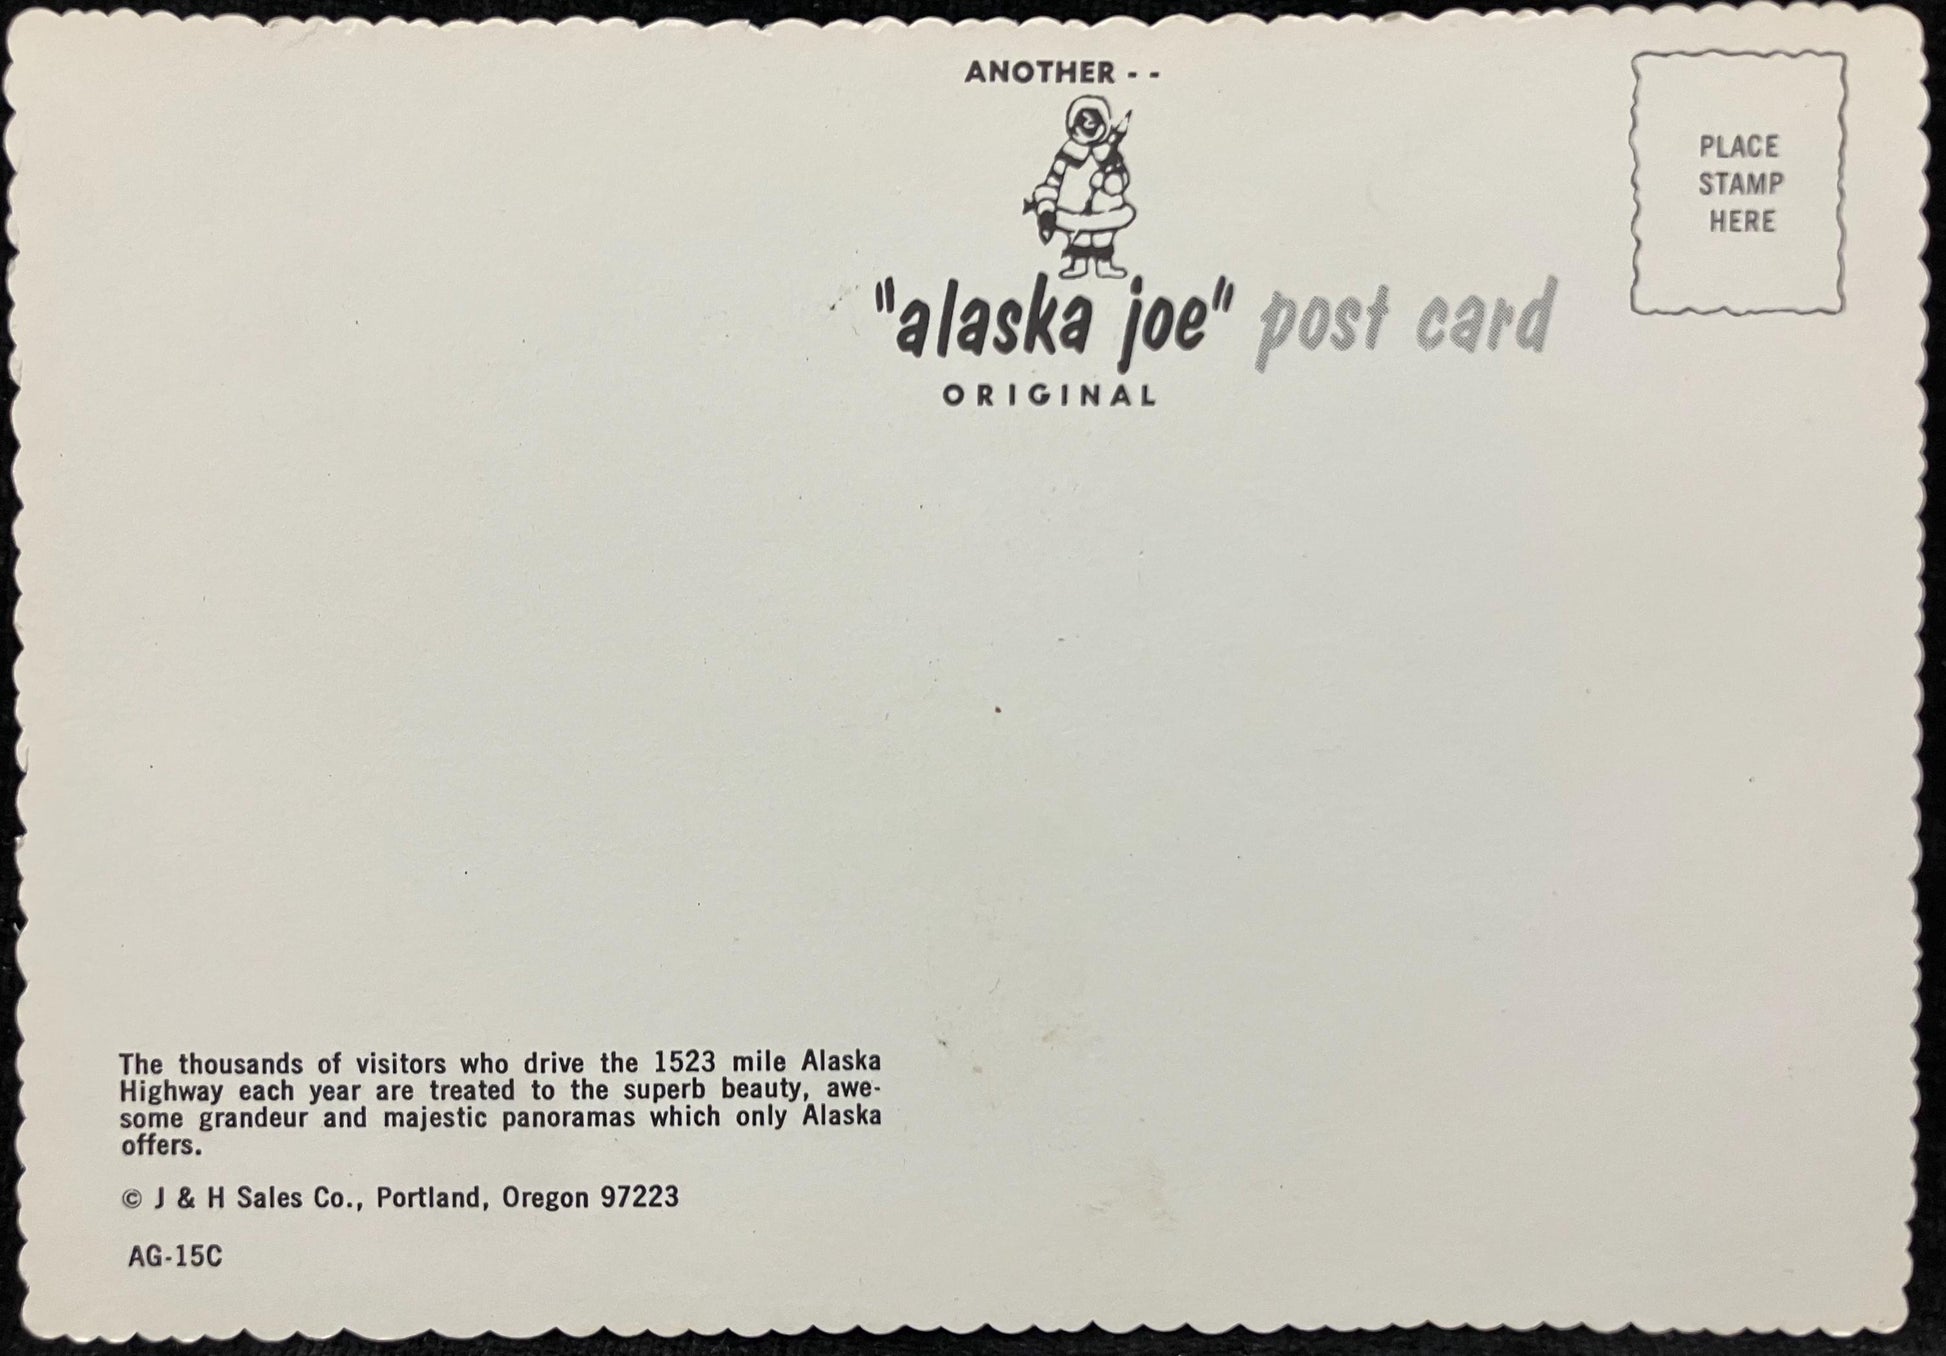 ANOTHER - -
PLACE
STAMP
HERE
"alaska joe" post card
ORIGINAL
The thousands of visitors who drive the 1523 mile Alaska
Highway each year are treated to the superb beauty, awe-
some grandeur and majestic panoramas which only Alaska
offers.
© J & H Sales Co., Portland, Oregon 97223
AG-15C